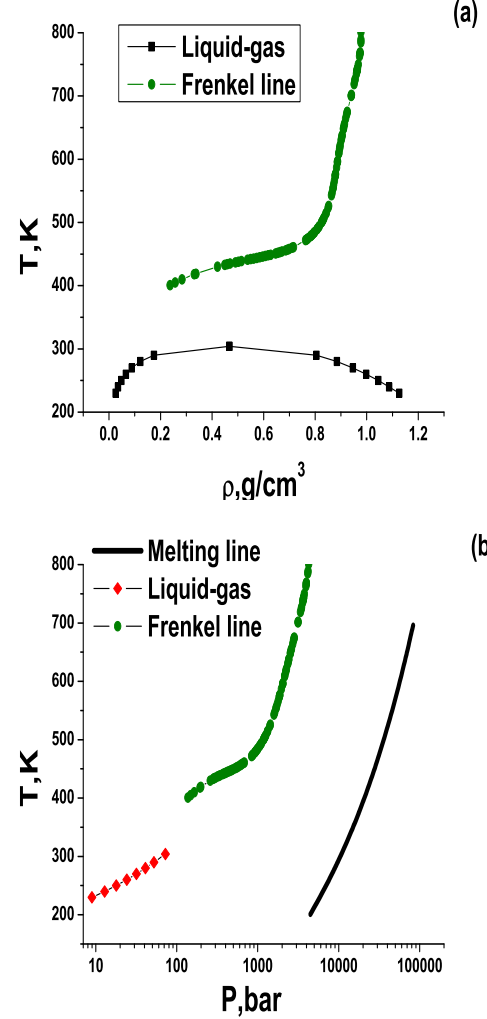 (a)
Liquid-gas
Frenkel line
800
700
600
500
400
300
200
T,K
0.0 0.2 0.4 0.6 0.8 1.0 1.2
ρ,g/cm³
(b
Melting line
Liquid-gas
Frenkel line
800
700
600
500
400
300
200
T,K
10 100 1000 10000 100000
P,bar